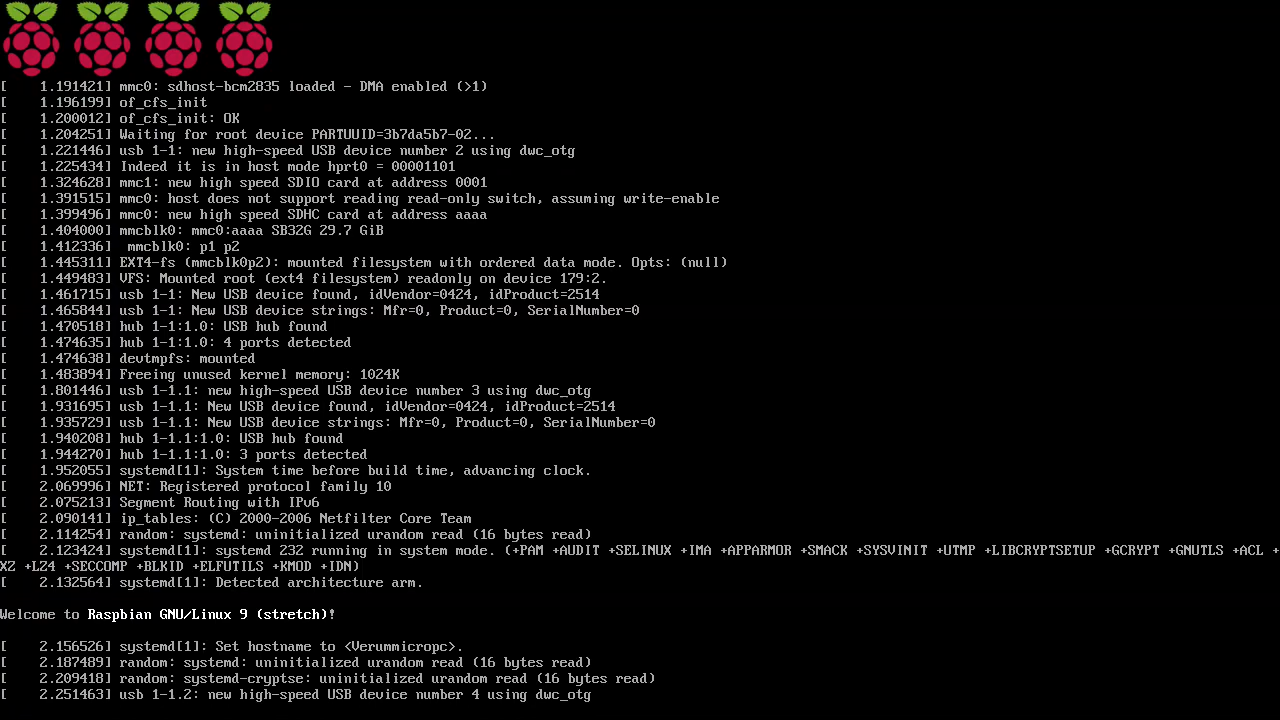 [    1.191421] mmc0: sdhost-bcm2835 loaded - DMA enabled (>1)
[    1.196199] of_cfs_init
[    1.200012] of_cfs_init: OK
[    1.204251] Waiting for root device PARTUUID=3b7da5b7-02...
[    1.221446] usb 1-1: new high-speed USB device number 2 using dwc_otg
[    1.225434] Indeed it is in host mode hprt0 = 00001101
[    1.324628] mmc1: new high speed SDIO card at address 0001
[    1.391515] mmc0: host does not support reading read-only switch, assuming write-enable
[    1.399496] mmc0: new high speed SDHC card at address aaaa
[    1.404000] mmcblk0: mmc0:aaaa SB32G 29.7 GiB
[    1.412336]  mmcblk0: p1 p2
[    1.445311] EXT4-fs (mmcblk0p2): mounted filesystem with ordered data mode. Opts: (null)
[    1.449483] VFS: Mounted root (ext4 filesystem) readonly on device 179:2.
[    1.461715] usb 1-1: New USB device found, idVendor=0424, idProduct=2514
[    1.465844] usb 1-1: New USB device strings: Mfr=0, Product=0, SerialNumber=0
[    1.470518] hub 1-1:1.0: USB hub found
[    1.474635] hub 1-1:1.0: 4 ports detected
[    1.474638] devtmpfs: mounted
[    1.483894] Freeing unused kernel memory: 1024K
[    1.801446] usb 1-1.1: new high-speed USB device number 3 using dwc_otg
[    1.931695] usb 1-1.1: New USB device found, idVendor=0424, idProduct=2514
[    1.935729] usb 1-1.1: New USB device strings: Mfr=0, Product=0, SerialNumber=0
[    1.940208] hub 1-1.1:1.0: USB hub found
[    1.944270] hub 1-1.1:1.0: 3 ports detected
[    1.952055] systemd[1]: System time before build time, advancing clock.
[    2.069996] NET: Registered protocol family 10
[    2.075213] Segment Routing with IPv6
[    2.090141] ip_tables: (C) 2000-2006 Netfilter Core Team
[    2.114254] random: systemd: uninitialized urandom read (16 bytes read)
[    2.123424] systemd[1]: systemd 232 running in system mode. (+PAM +AUDIT +SELINUX +IMA +APPARMOR +SMACK +SYSVINIT +UTMP +LIBCRYPTSETUP +GCRYPT +GNUTLS +ACL +
XZ +LZ4 +SECCOMP +BLKID +ELFUTILS +KMOD +IDN)
[    2.132564] systemd[1]: Detected architecture arm.
Welcome to Raspbian GNU/Linux 9 (stretch)!
[    2.156526] systemd[1]: Set hostname to <Verummicropc>.
[    2.187489] random: systemd: uninitialized urandom read (16 bytes read)
[    2.209418] random: systemd-cryptse: uninitialized urandom read (16 bytes read)
[    2.251463] usb 1-1.2: new high-speed USB device number 4 using dwc_otg